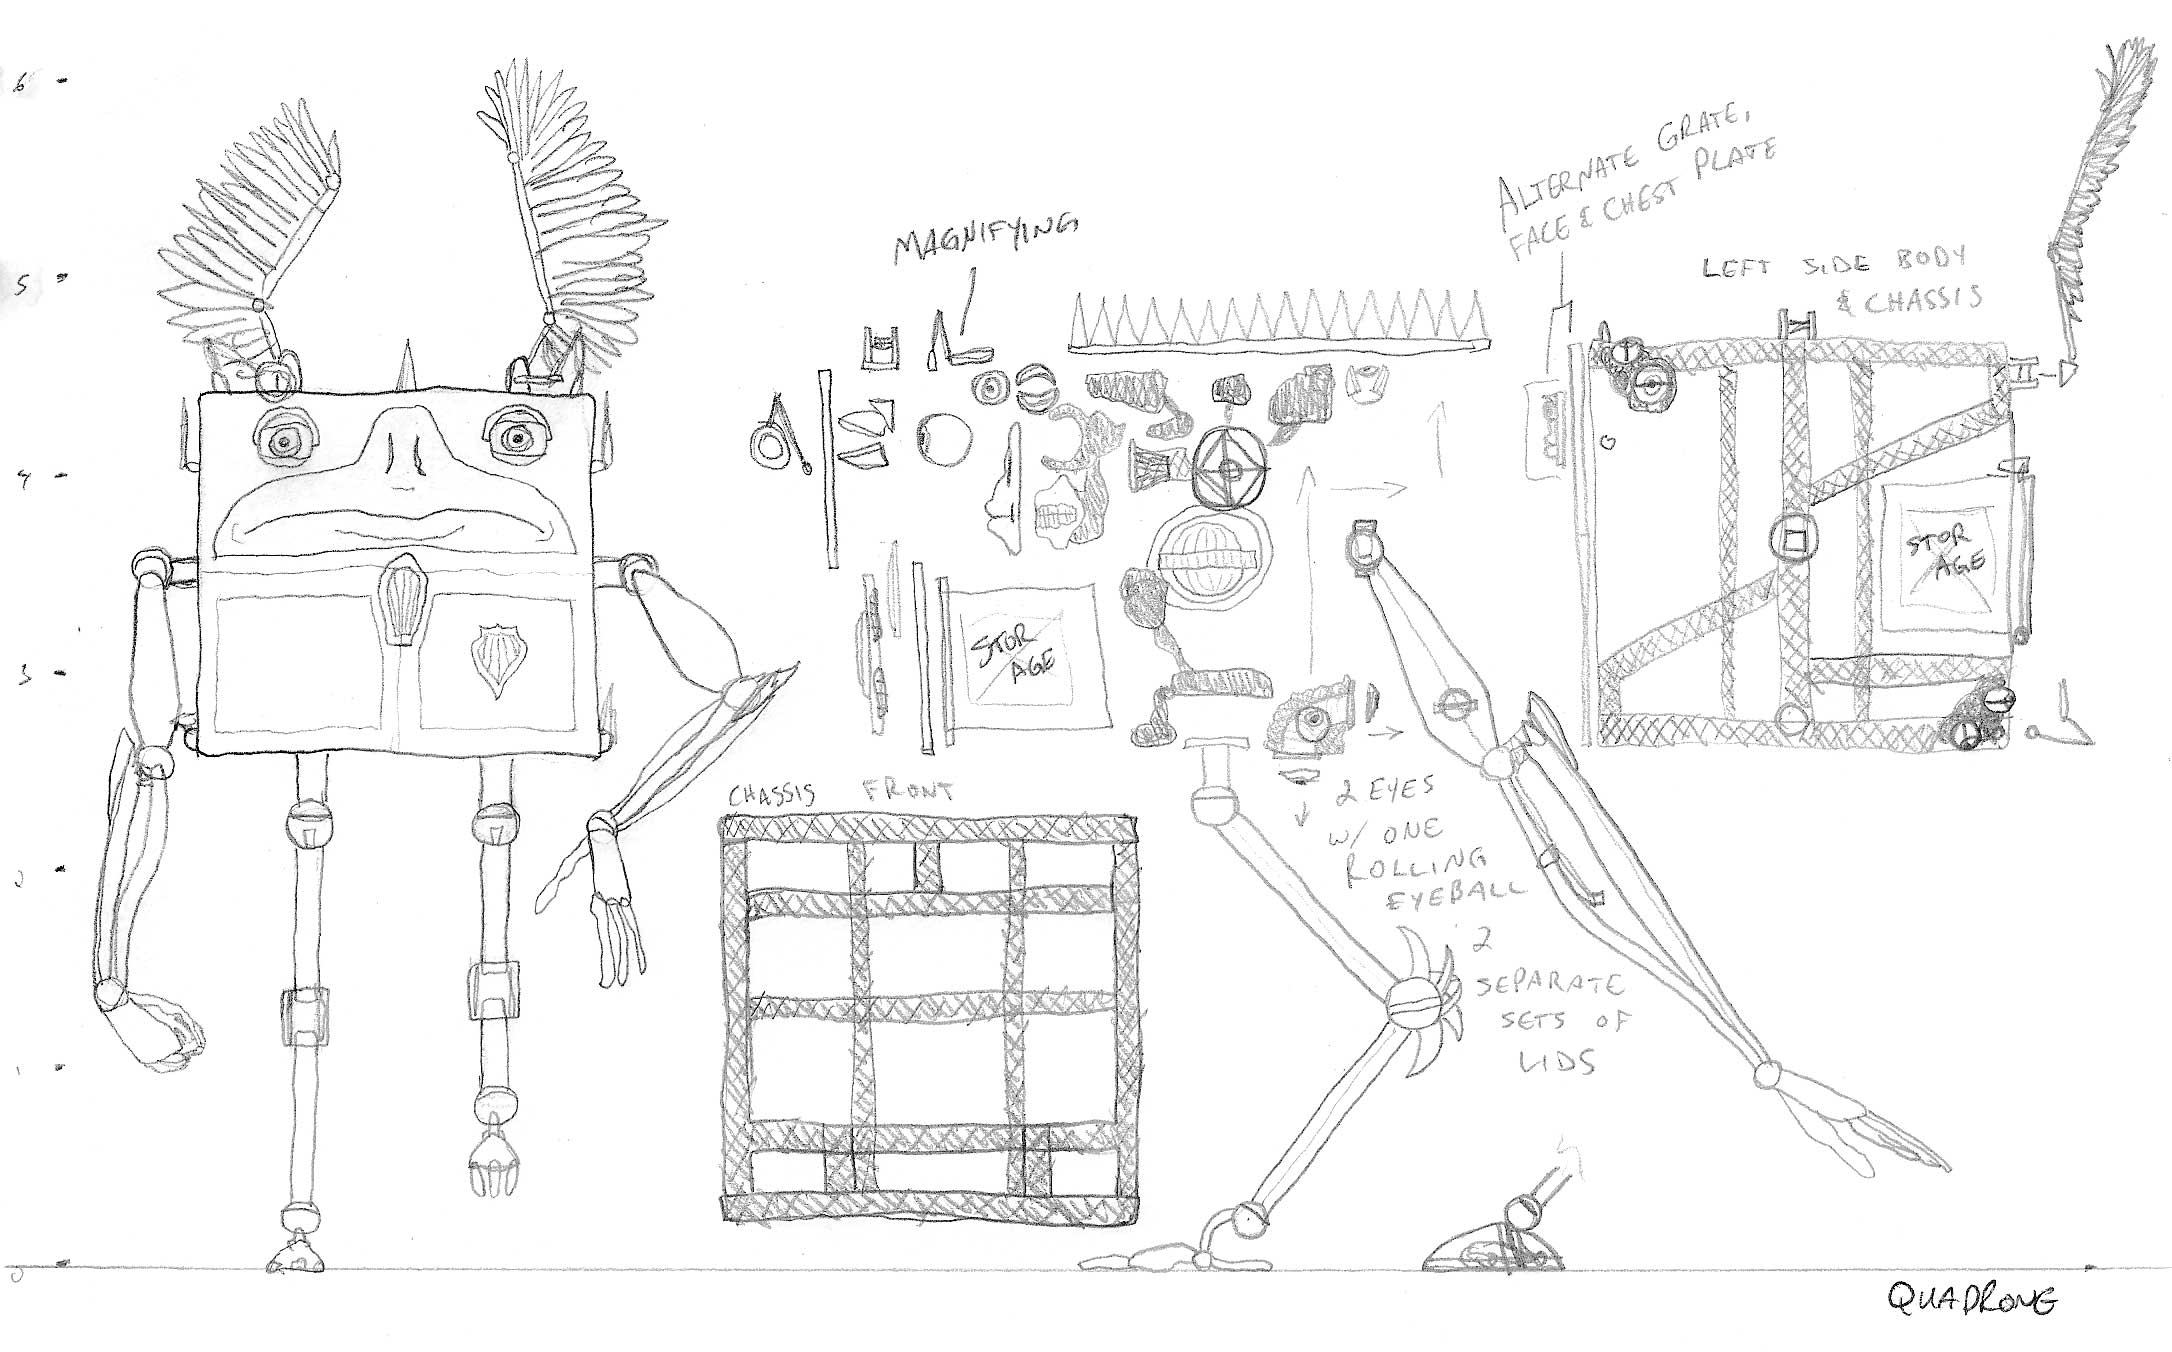 6
5
4
3
2
1
0
MAGNIFYING
ALTERNATE GRATE,
FACE & CHEST PLATE
LEFT SIDE BODY
& CHASSIS
STOR
AGE
STOR
AGE
CHASSIS FRONT
2 EYES
W/ ONE
ROLLING
EYEBALL
2
SEPARATE
SETS OF
LIDS
QUADRONE